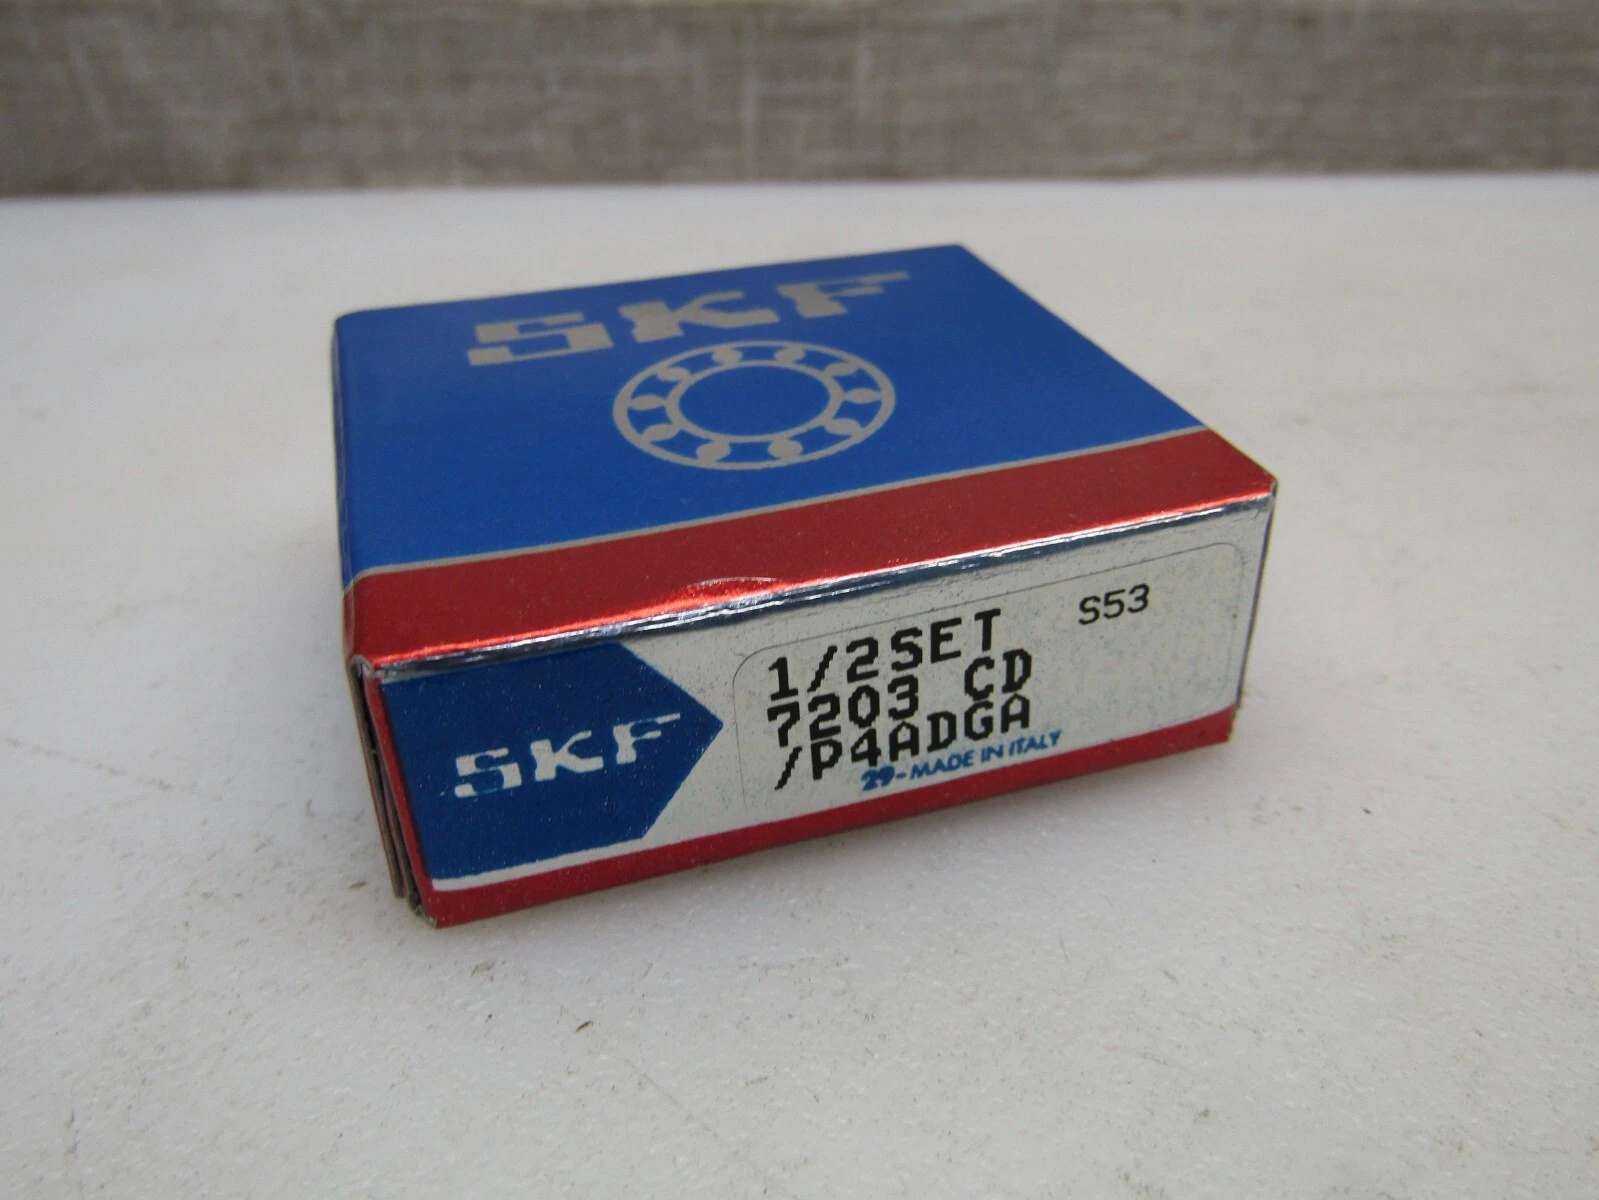 SKF
SKF
1/2SET
S53
7203 CD
/P4ADGA
29-MADE IN ITALY